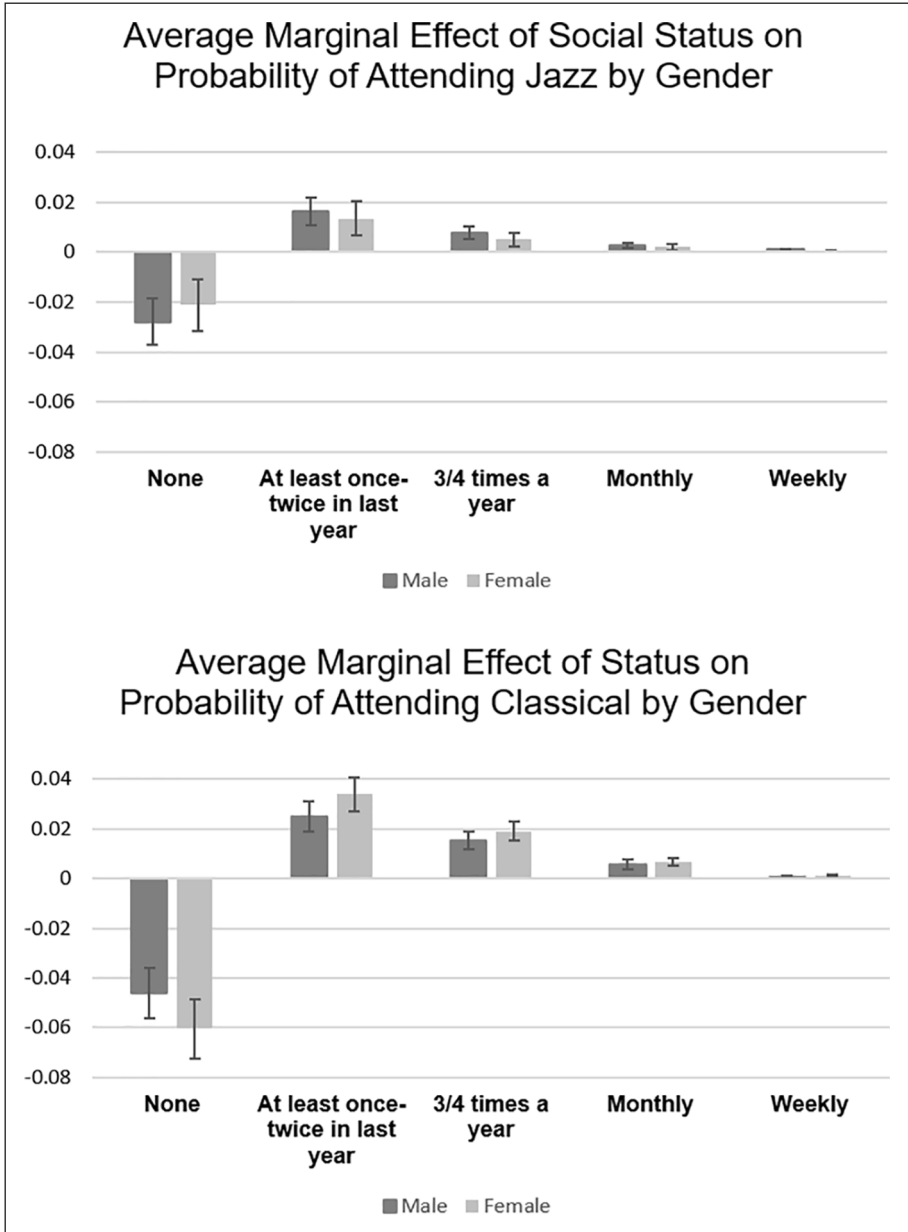 Average Marginal Effect of Social Status on
Probability of Attending Jazz by Gender
0.04
0.02
0
-0.02
-0.04
-0.06
-0.08
None
At least once-
twice in last
year
3/4 times a
year
Monthly
Weekly
Male
Female
Average Marginal Effect of Status on
Probability of Attending Classical by Gender
0.04
0.02
0
-0.02
-0.04
-0.06
-0.08
None
At least once-
twice in last
year
3/4 times a
year
Monthly
Weekly
Male
Female